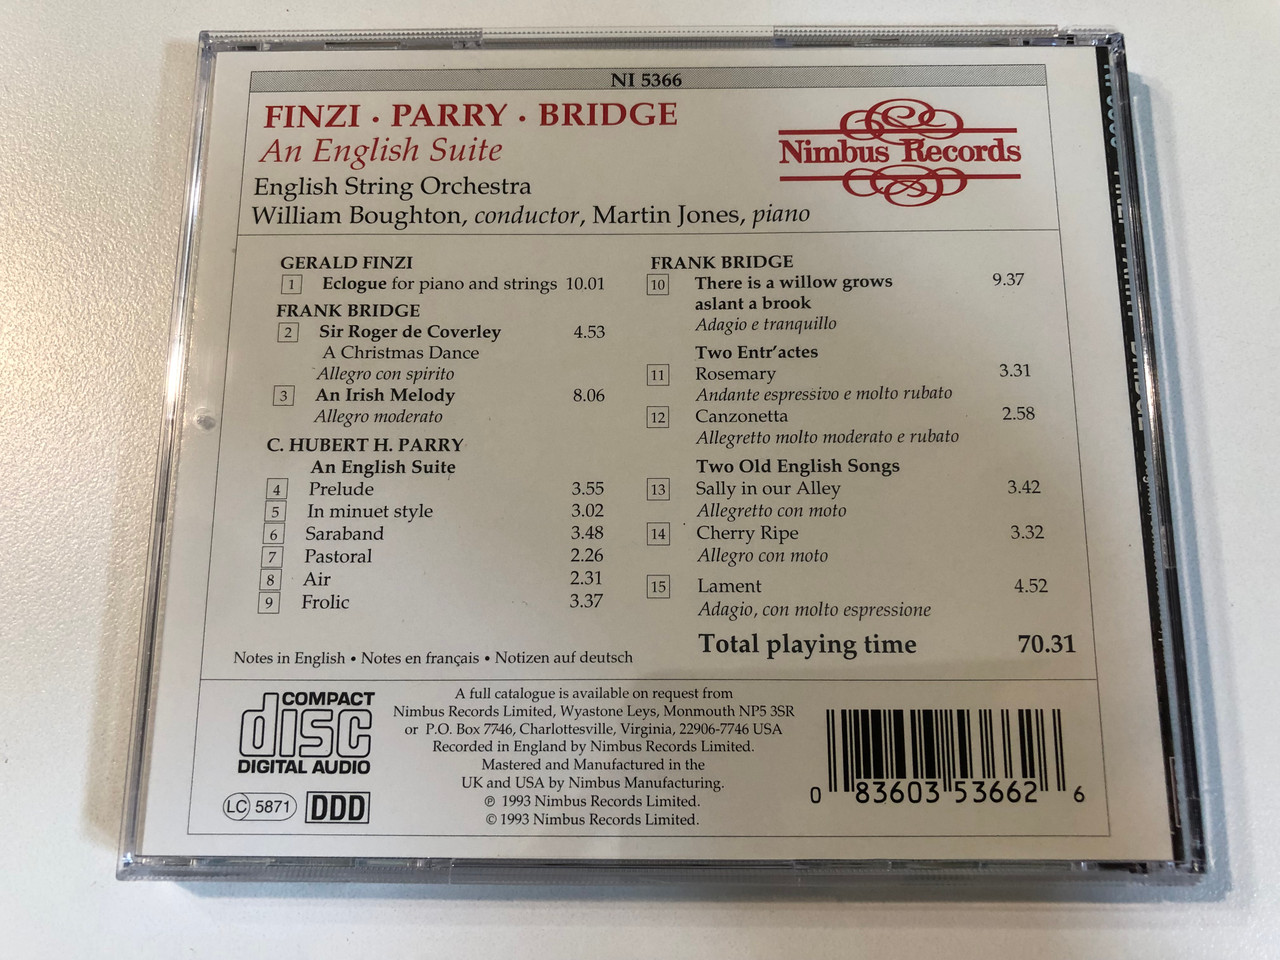 NI 5366
FINZI · PARRY · BRIDGE
An English Suite
English String Orchestra
William Boughton, conductor, Martin Jones, piano
Nimbus Records
GERALD FINZI
1 Eclogue for piano and strings 10.01
FRANK BRIDGE
2 Sir Roger de Coverley 4.53
A Christmas Dance
Allegro con spirito
3 An Irish Melody 8.06
Allegro moderato
C. HUBERT H. PARRY
An English Suite
4 Prelude 3.55
5 In minuet style 3.02
6 Saraband 3.48
7 Pastoral 2.26
8 Air 2.31
9 Frolic 3.37
FRANK BRIDGE
10 There is a willow grows 9.37
aslant a brook
Adagio e tranquillo
Two Entr'actes
11 Rosemary 3.31
Andante espressivo e molto rubato
12 Canzonetta 2.58
Allegretto molto moderato e rubato
Two Old English Songs
13 Sally in our Alley 3.42
Allegretto con moto
14 Cherry Ripe 3.32
Allegro con moto
15 Lament 4.52
Adagio, con molto espressione
Total playing time 70.31
Notes in English • Notes en français • Notizen auf deutsch
COMPACT
disc
DIGITAL AUDIO
LC 5871 DDD
A full catalogue is available on request from
Nimbus Records Limited, Wyastone Leys, Monmouth NP5 3SR
or P.O. Box 7746, Charlottesville, Virginia, 22906-7746 USA
Recorded in England by Nimbus Records Limited.
Mastered and Manufactured in the
UK and USA by Nimbus Manufacturing.
℗ 1993 Nimbus Records Limited.
© 1993 Nimbus Records Limited.
0 83603 53662 6